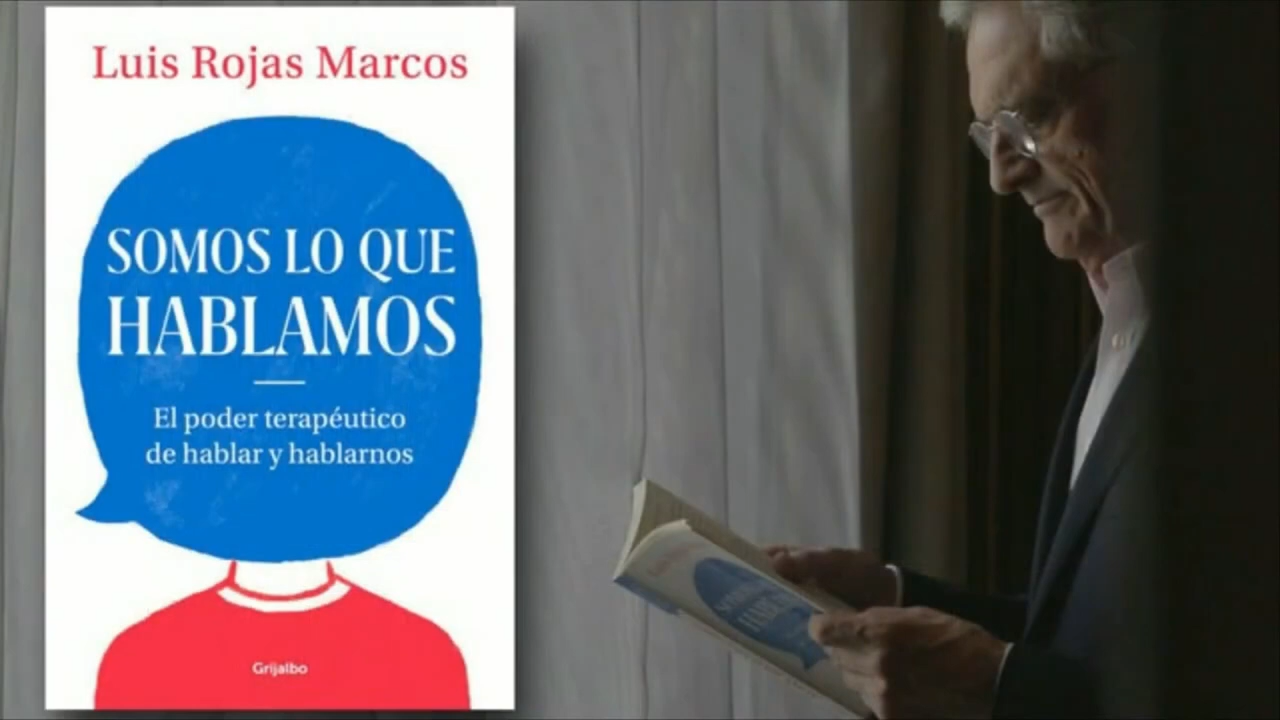 Luis Rojas Marcos
SOMOS LO QUE
HABLAMOS
El poder terapéutico
de hablar y hablarnos
Grijalbo